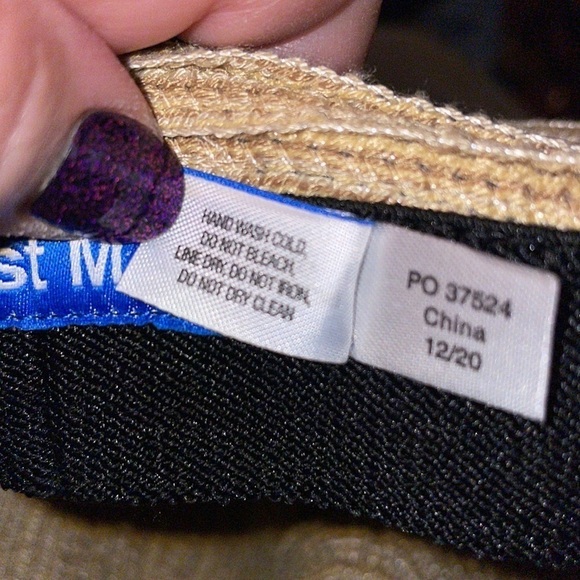 st M
HAND WASH COLD,
DO NOT BLEACH,
LINE DRY, DO NOT IRON,
DO NOT DRY CLEAN
PO 37524
China
12/20